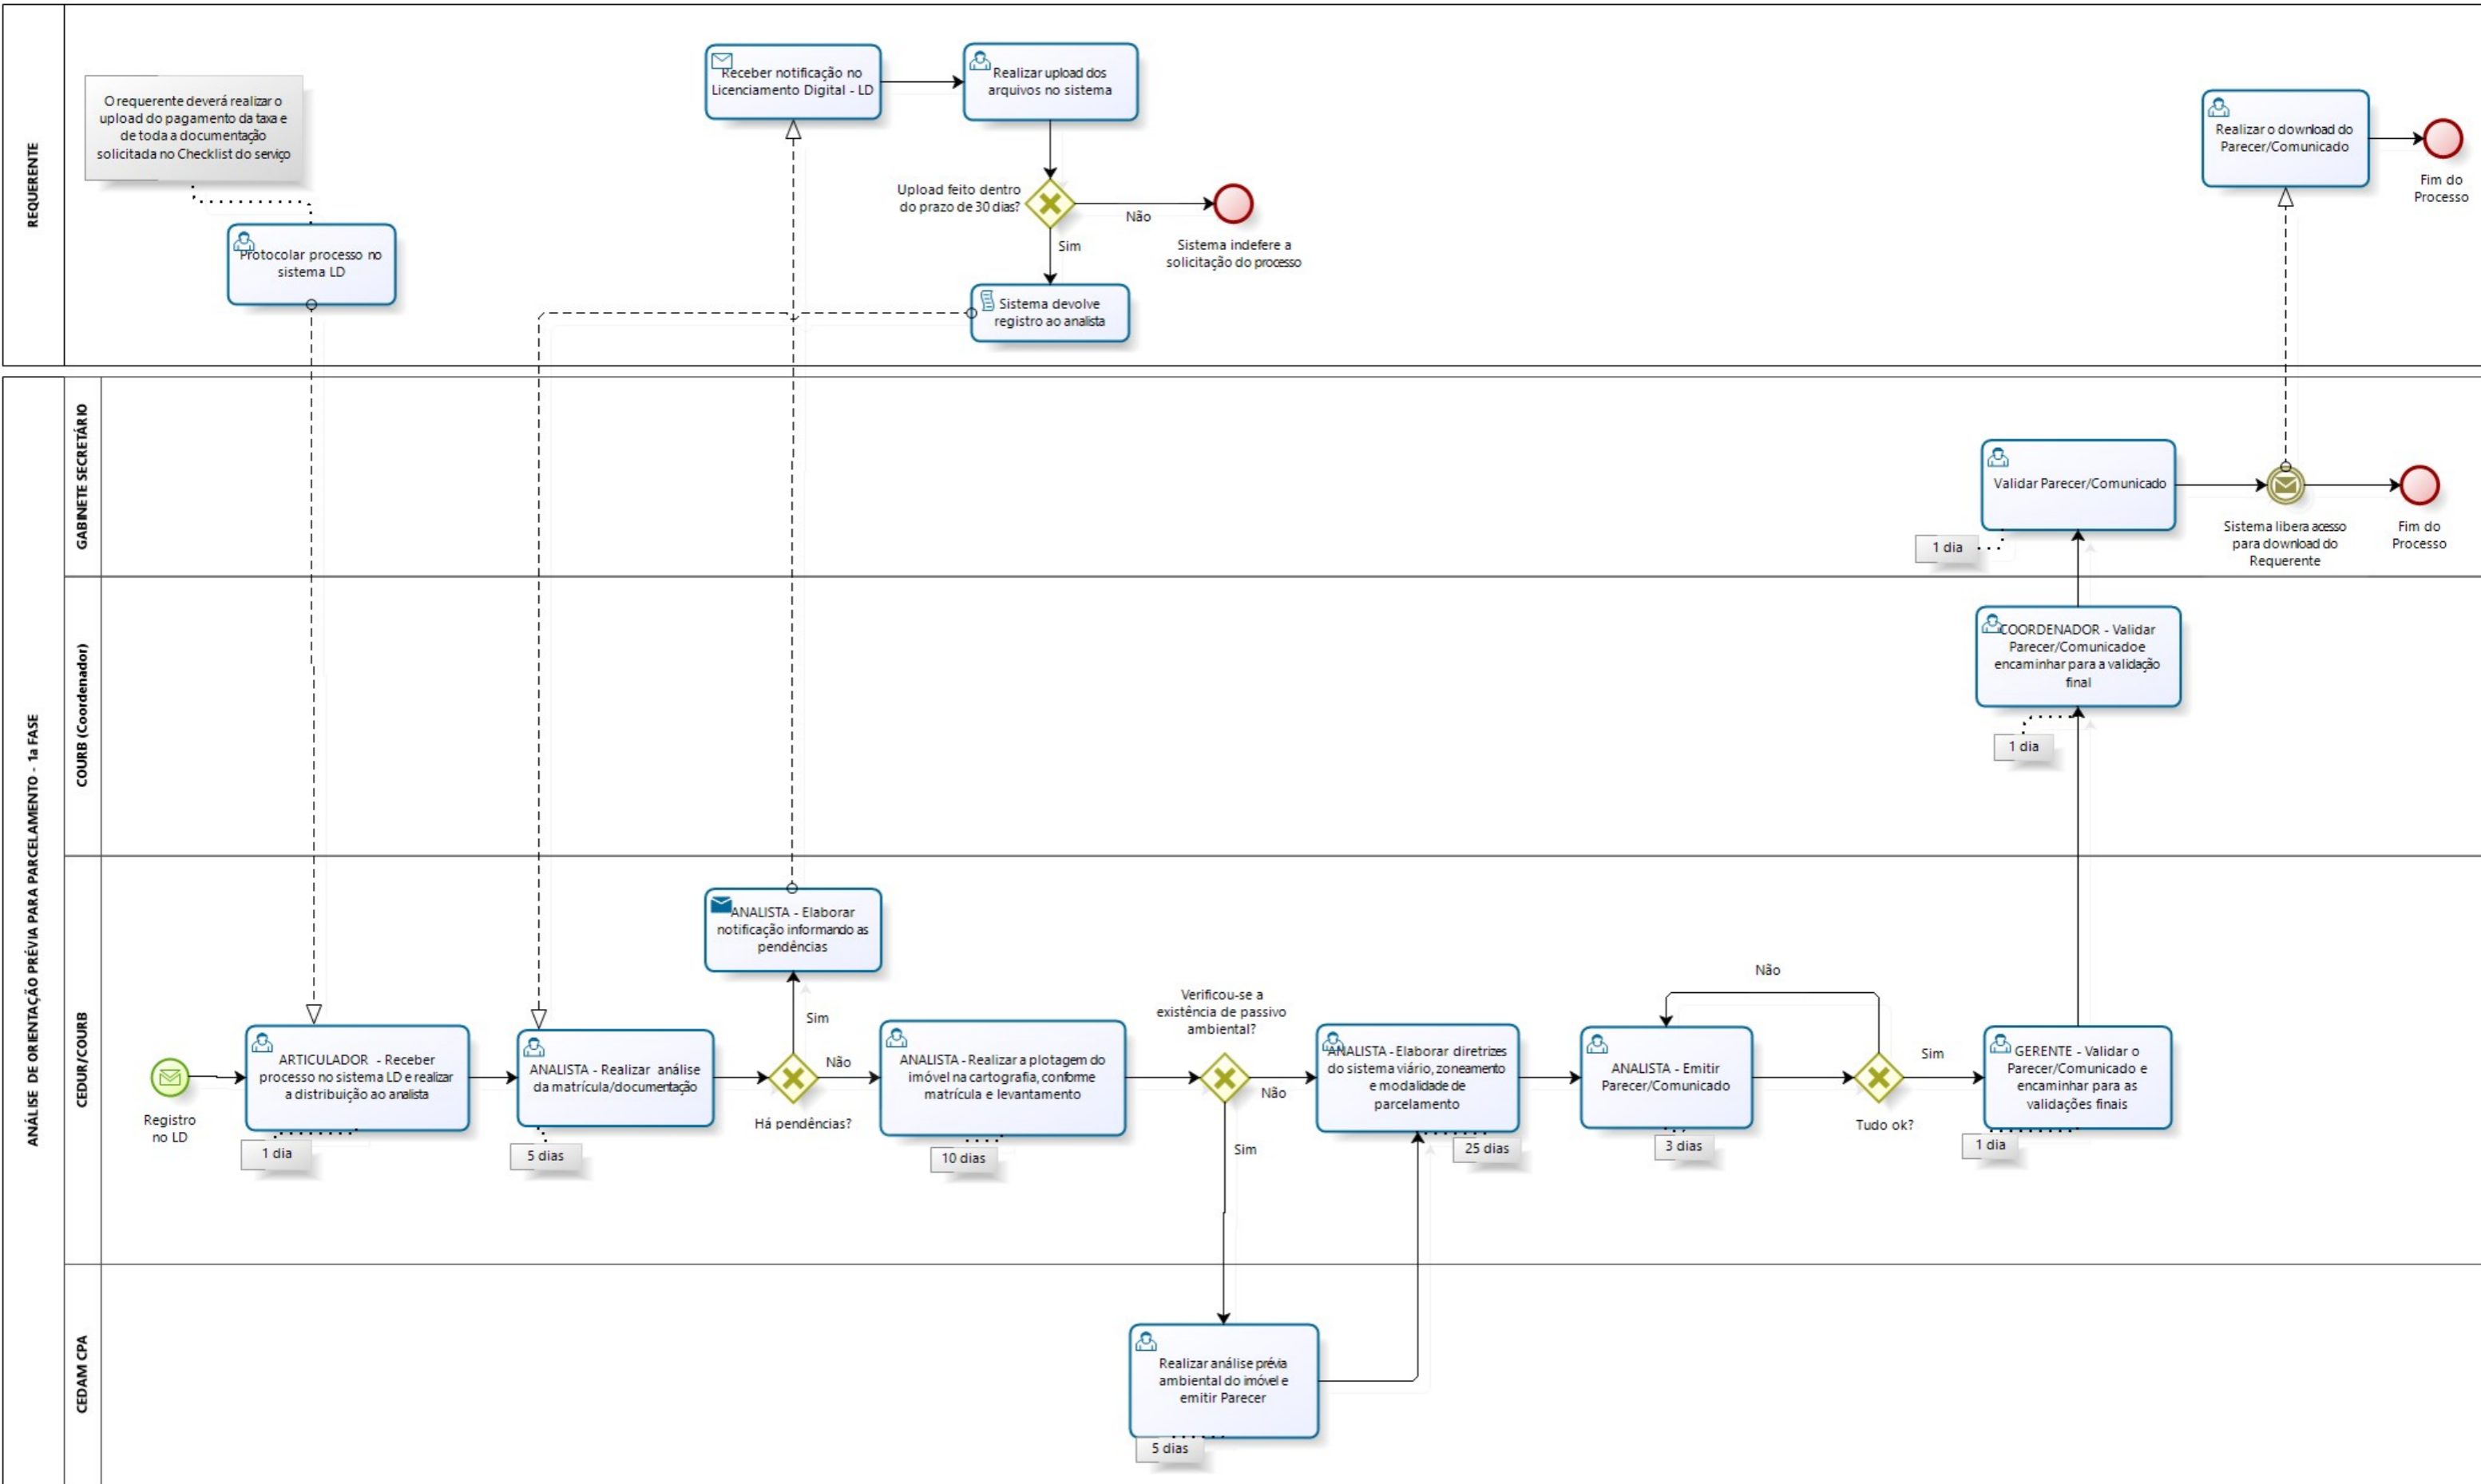 REQUERENTE
O requerente deverá realizar o
upload do pagamento da taxa e
de toda a documentação
solicitada no Checklist do serviço
Protocolar processo no
sistema LD
Receber notificação no
Licenciamento Digital - LD
Realizar upload dos
arquivos no sistema
Upload feito dentro
do prazo de 30 dias?
Não
Sim
Sistema indefere a
solicitação do processo
Sistema devolve
registro ao analista
Realizar o download do
Parecer/Comunicado
Fim do
Processo
ANÁLISE DE ORIENTAÇÃO PRÉVIA PARA PARCELAMENTO - 1a FASE
GABINETE SECRETÁRIO
Validar Parecer/Comunicado
1 dia
Sistema libera acesso
para download do
Requerente
Fim do
Processo
COURB (Coordenador)
COORDENADOR - Validar
Parecer/Comunicadoe
encaminhar para a validação
final
1 dia
CEDUR/COURB
Registro
no LD
ARTICULADOR - Receber
processo no sistema LD e realizar
a distribuição ao analista
1 dia
ANALISTA - Realizar análise
da matrícula/documentação
5 dias
ANALISTA - Elaborar
notificação informando as
pendências
Sim
Não
Há pendências?
ANALISTA - Realizar a plotagem do
imóvel na cartografia, conforme
matrícula e levantamento
10 dias
Verificou-se a
existência de passivo
ambiental?
Não
Sim
ANALISTA - Elaborar diretrizes
do sistema viário, zoneamento
e modalidade de
parcelamento
25 dias
ANALISTA - Emitir
Parecer/Comunicado
3 dias
Não
Sim
Tudo ok?
GERENTE - Validar o
Parecer/Comunicado e
encaminhar para as
validações finais
1 dia
CEDAM CPA
Realizar análise prévia
ambiental do imóvel e
emitir Parecer
5 dias